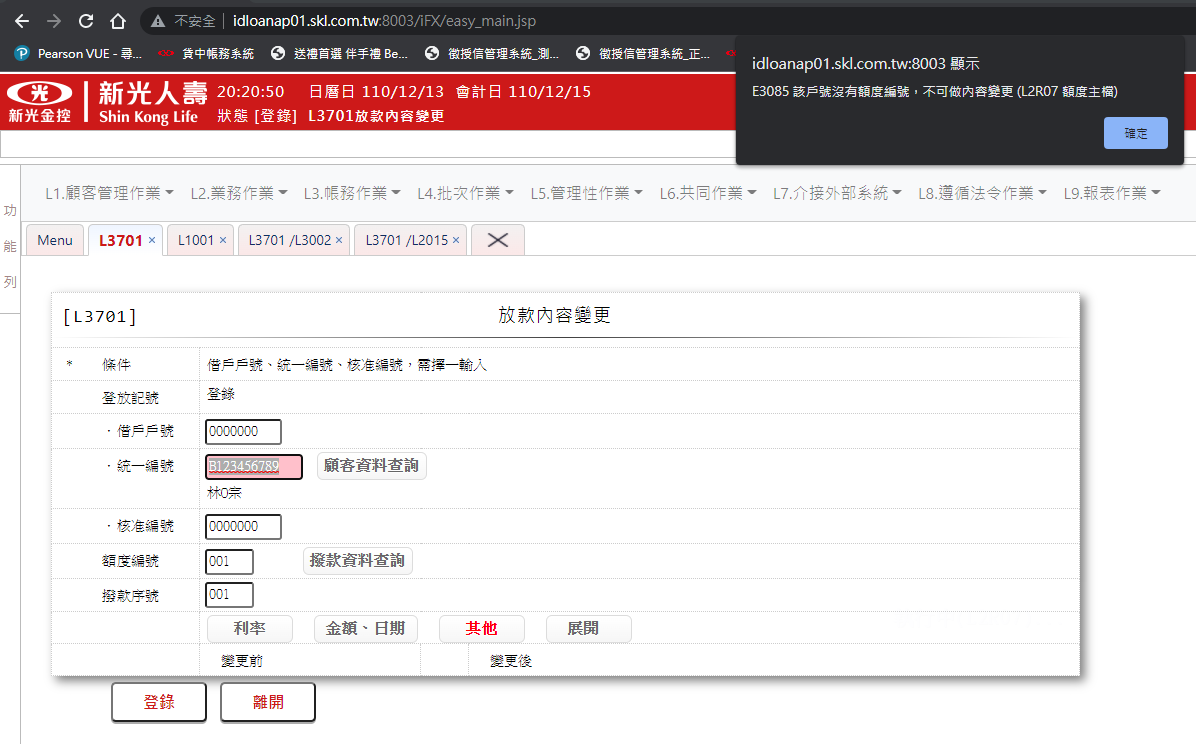 不安全 idloanap01.skl.com.tw:8003/iFX/easy_main.jsp
Pearson VUE - 尋... 貨中帳務系統 送禮首選 伴手禮 Be... 徵授信管理系統_測... 徵授信管理系統_正...
idloanap01.skl.com.tw:8003 顯示
E3085 該戶號沒有額度編號，不可做內容變更 (L2R07 額度主檔)
確定
新光金控 新光人壽 Shin Kong Life
20:20:50 日曆日 110/12/13 會計日 110/12/15
狀態 [登錄] L3701放款內容變更
功能列
L1.顧客管理作業 L2.業務作業 L3.帳務作業 L4.批次作業 L5.管理性作業 L6.共同作業 L7.介接外部系統 L8.遵循法令作業 L9.報表作業
Menu L3701 × L1001 × L3701 /L3002 × L3701 /L2015 ×
[L3701] 放款內容變更
* 條件 借戶戶號、統一編號、核准編號，需擇一輸入
登放記號 登錄
．借戶戶號 0000000
．統一編號 B123456789 顧客資料查詢
林O宗
．核准編號 0000000
額度編號 001 撥款資料查詢
撥款序號 001
利率 金額、日期 其他 展開
變更前 變更後
登錄 離開